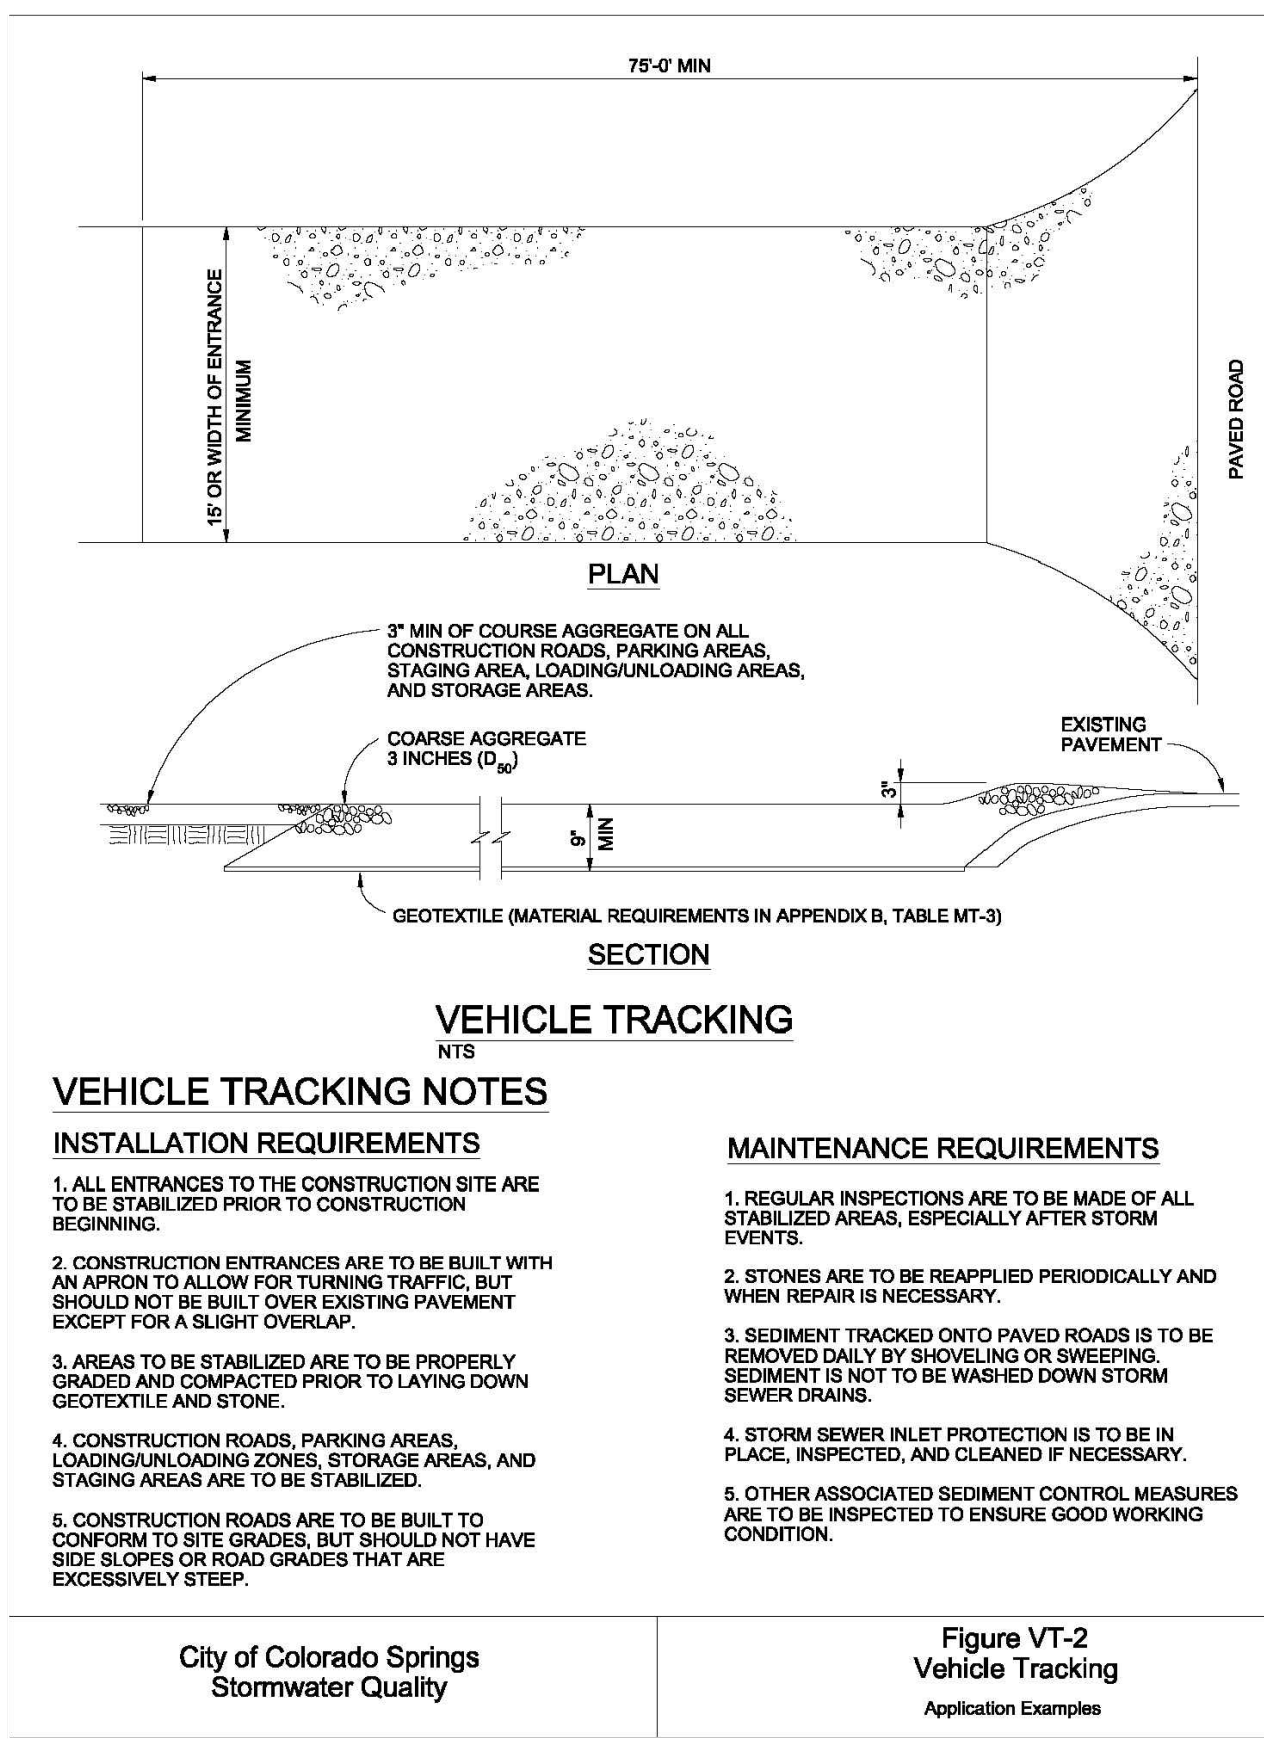 75'-0' MIN
15' OR WIDTH OF ENTRANCE
MINIMUM
PAVED ROAD
PLAN
3" MIN OF COURSE AGGREGATE ON ALL
CONSTRUCTION ROADS, PARKING AREAS,
STAGING AREA, LOADING/UNLOADING AREAS,
AND STORAGE AREAS.
COARSE AGGREGATE
3 INCHES (D50)
EXISTING
PAVEMENT
3"
9"
MIN
GEOTEXTILE (MATERIAL REQUIREMENTS IN APPENDIX B, TABLE MT-3)
SECTION
VEHICLE TRACKING
NTS
VEHICLE TRACKING NOTES
INSTALLATION REQUIREMENTS
1. ALL ENTRANCES TO THE CONSTRUCTION SITE ARE
TO BE STABILIZED PRIOR TO CONSTRUCTION
BEGINNING.
2. CONSTRUCTION ENTRANCES ARE TO BE BUILT WITH
AN APRON TO ALLOW FOR TURNING TRAFFIC, BUT
SHOULD NOT BE BUILT OVER EXISTING PAVEMENT
EXCEPT FOR A SLIGHT OVERLAP.
3. AREAS TO BE STABILIZED ARE TO BE PROPERLY
GRADED AND COMPACTED PRIOR TO LAYING DOWN
GEOTEXTILE AND STONE.
4. CONSTRUCTION ROADS, PARKING AREAS,
LOADING/UNLOADING ZONES, STORAGE AREAS, AND
STAGING AREAS ARE TO BE STABILIZED.
5. CONSTRUCTION ROADS ARE TO BE BUILT TO
CONFORM TO SITE GRADES, BUT SHOULD NOT HAVE
SIDE SLOPES OR ROAD GRADES THAT ARE
EXCESSIVELY STEEP.
MAINTENANCE REQUIREMENTS
1. REGULAR INSPECTIONS ARE TO BE MADE OF ALL
STABILIZED AREAS, ESPECIALLY AFTER STORM
EVENTS.
2. STONES ARE TO BE REAPPLIED PERIODICALLY AND
WHEN REPAIR IS NECESSARY.
3. SEDIMENT TRACKED ONTO PAVED ROADS IS TO BE
REMOVED DAILY BY SHOVELING OR SWEEPING.
SEDIMENT IS NOT TO BE WASHED DOWN STORM
SEWER DRAINS.
4. STORM SEWER INLET PROTECTION IS TO BE IN
PLACE, INSPECTED, AND CLEANED IF NECESSARY.
5. OTHER ASSOCIATED SEDIMENT CONTROL MEASURES
ARE TO BE INSPECTED TO ENSURE GOOD WORKING
CONDITION.
City of Colorado Springs
Stormwater Quality
Figure VT-2
Vehicle Tracking
Application Examples